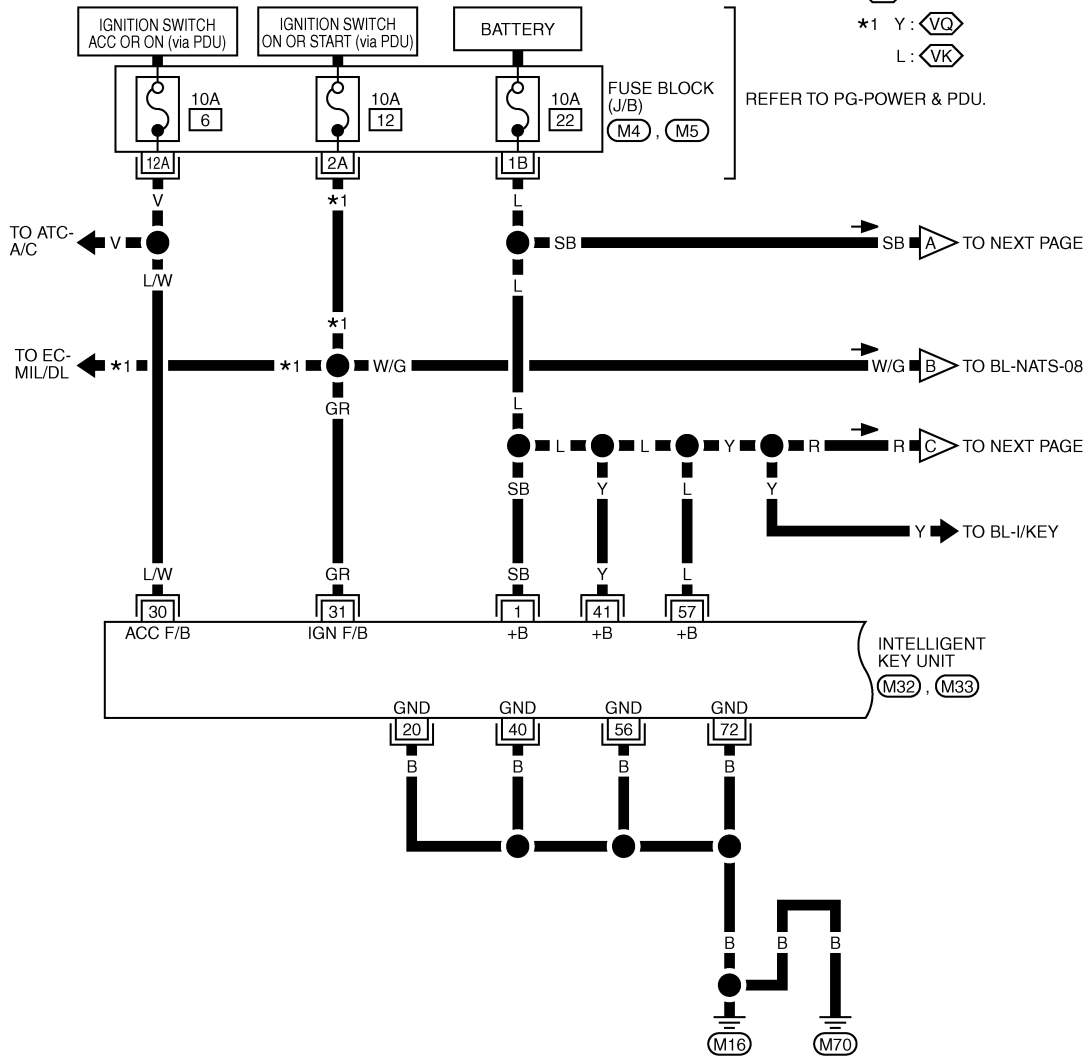 IGNITION SWITCH
ACC OR ON (via PDU)
IGNITION SWITCH
ON OR START (via PDU)
BATTERY
*1 Y : VQ
L : VK
10A
6
10A
12
10A
22
FUSE BLOCK
(J/B)
M4 , M5
REFER TO PG-POWER & PDU.
12A
2A
1B
V
*1
L
TO ATC-
A/C
V
SB
SB
A
TO NEXT PAGE
L/W
L
*1
TO EC-
MIL/DL
*1
*1
W/G
W/G
B
TO BL-NATS-08
GR
L
L
L
Y
R
R
C
TO NEXT PAGE
SB
Y
L
Y
Y
TO BL-I/KEY
L/W
GR
SB
Y
L
30
31
1
41
57
ACC F/B
IGN F/B
+B
+B
+B
INTELLIGENT
KEY UNIT
M32 , M33
GND
GND
GND
GND
20
40
56
72
B
B
B
B
B
B
B
M16
M70